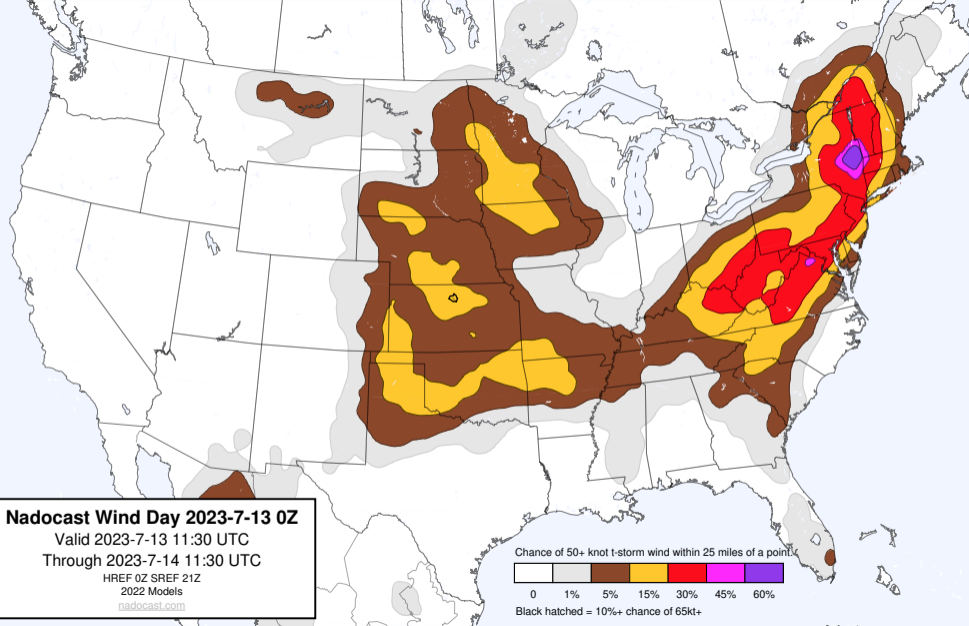 Nadocast Wind Day 2023-7-13 0Z
Valid 2023-7-13 11:30 UTC
Through 2023-7-14 11:30 UTC
HREF 0Z SREF 21Z
2022 Models
nadocast.com
Chance of 50+ knot t-storm wind within 25 miles of a point.
0 1% 5% 15% 30% 45% 60%
Black hatched = 10%+ chance of 65kt+